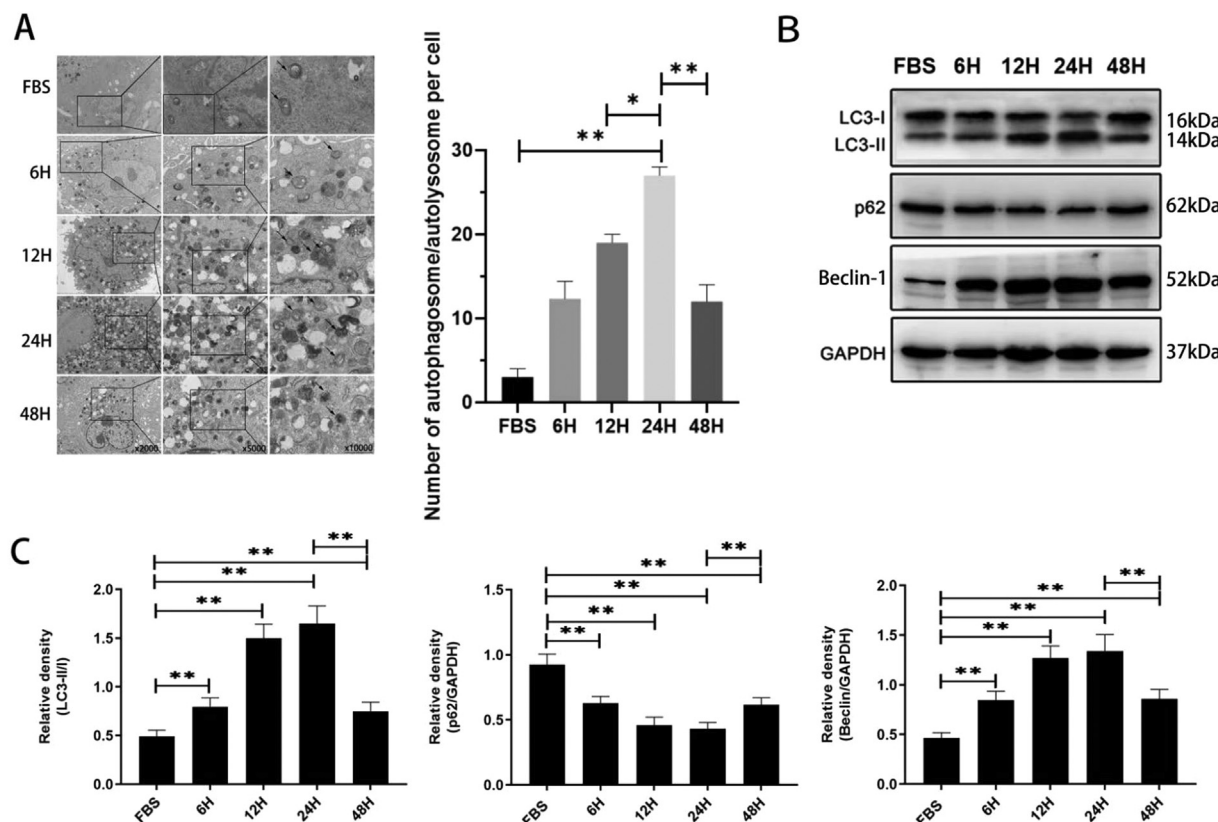 A
FBS
6H
12H
24H
48H
x2000
x5000
x10000
Number of autophagosome/autolysosome per cell
**
*
**
30
20
10
0
FBS 6H 12H 24H 48H
B
FBS 6H 12H 24H 48H
LC3-I 16kDa
LC3-II 14kDa
p62 62kDa
Beclin-1 52kDa
GAPDH 37kDa
C
Relative density
(LC3-II/I)
2.0
1.5
1.0
0.5
0.0
**
**
**
**
**
FBS 6H 12H 24H 48H
Relative density
(p62/GAPDH)
1.5
1.0
0.5
0.0
**
**
**
**
**
FBS 6H 12H 24H 48H
Relative density
(Beclin/GAPDH)
2.0
1.5
1.0
0.5
0.0
**
**
**
**
**
FBS 6H 12H 24H 48H